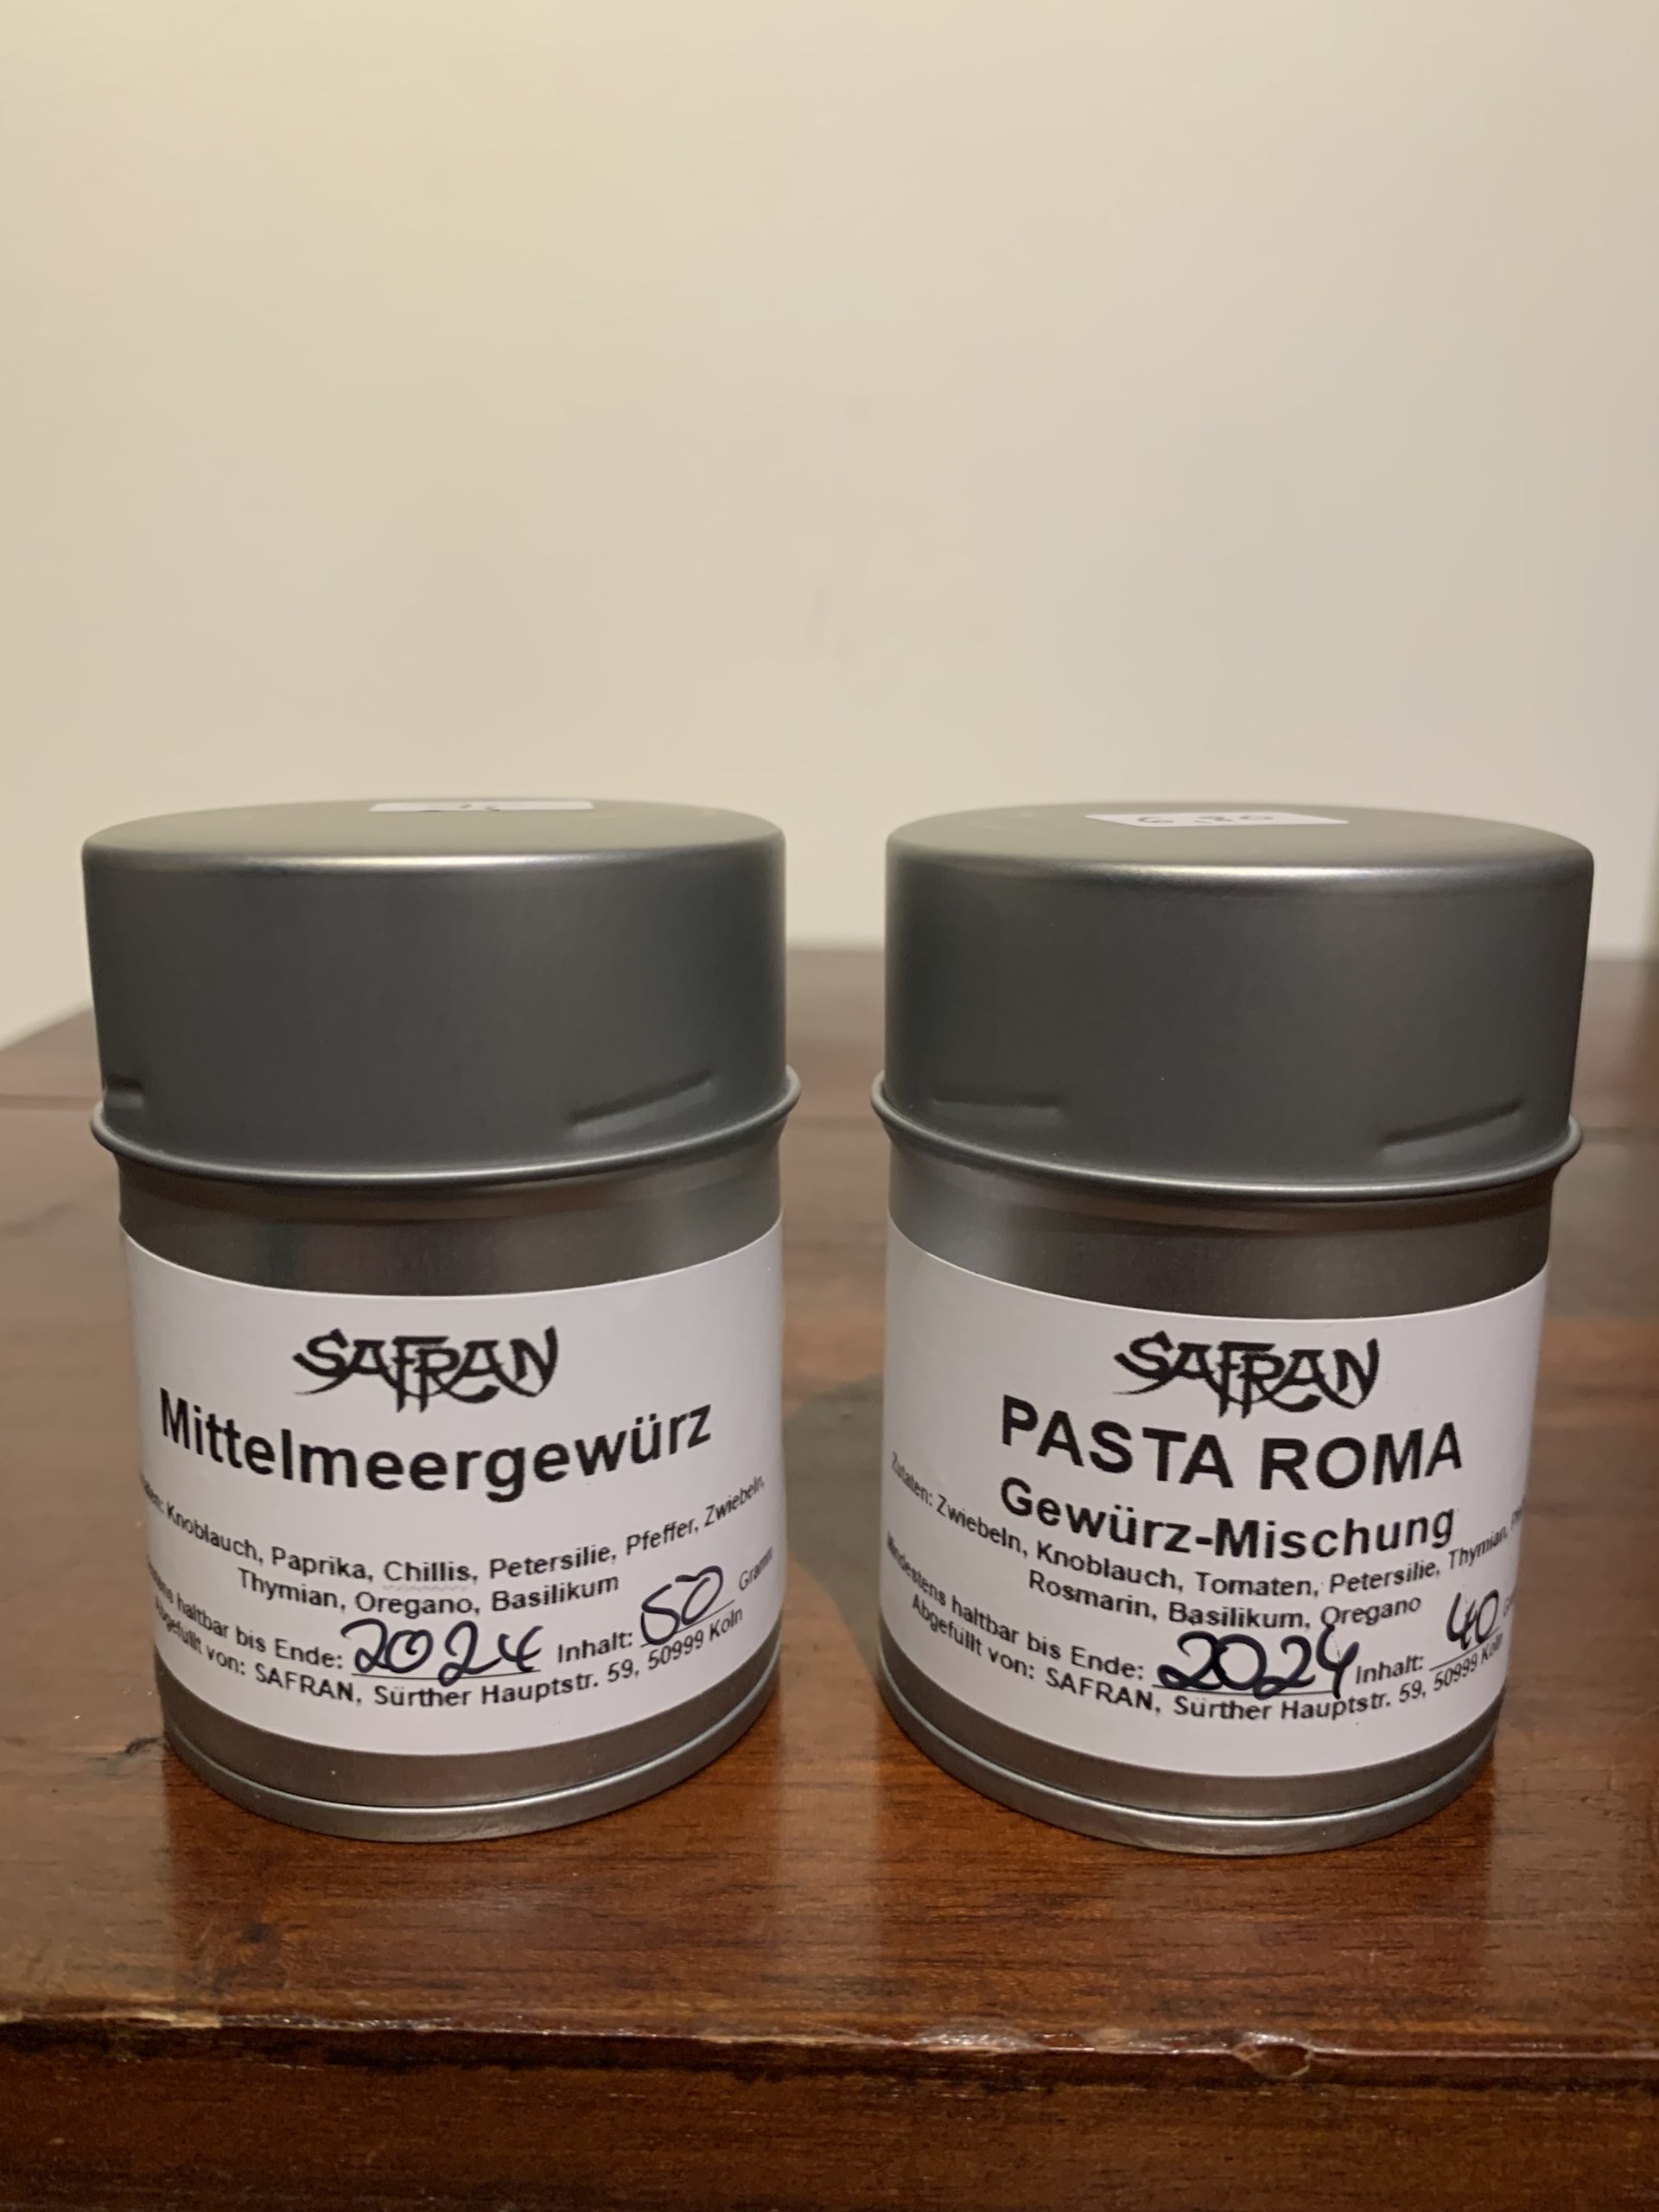 SAFRAN
Mittelmeergewürz
Knoblauch, Paprika, Chillis, Petersilie, Pfeffer, Zwiebeln,
Thymian, Oregano, Basilikum
haltbar bis Ende: 2024 Inhalt: 50 Gramm
Abgefüllt von: SAFRAN, Sürther Hauptstr. 59, 50999 Köln
SAFRAN
PASTA ROMA
Gewürz-Mischung
Zutaten: Zwiebeln, Knoblauch, Tomaten, Petersilie, Thymian,
Rosmarin, Basilikum, Oregano
Mindestens haltbar bis Ende: 2024 Inhalt: 40
Abgefüllt von: SAFRAN, Sürther Hauptstr. 59, 50999 Köln